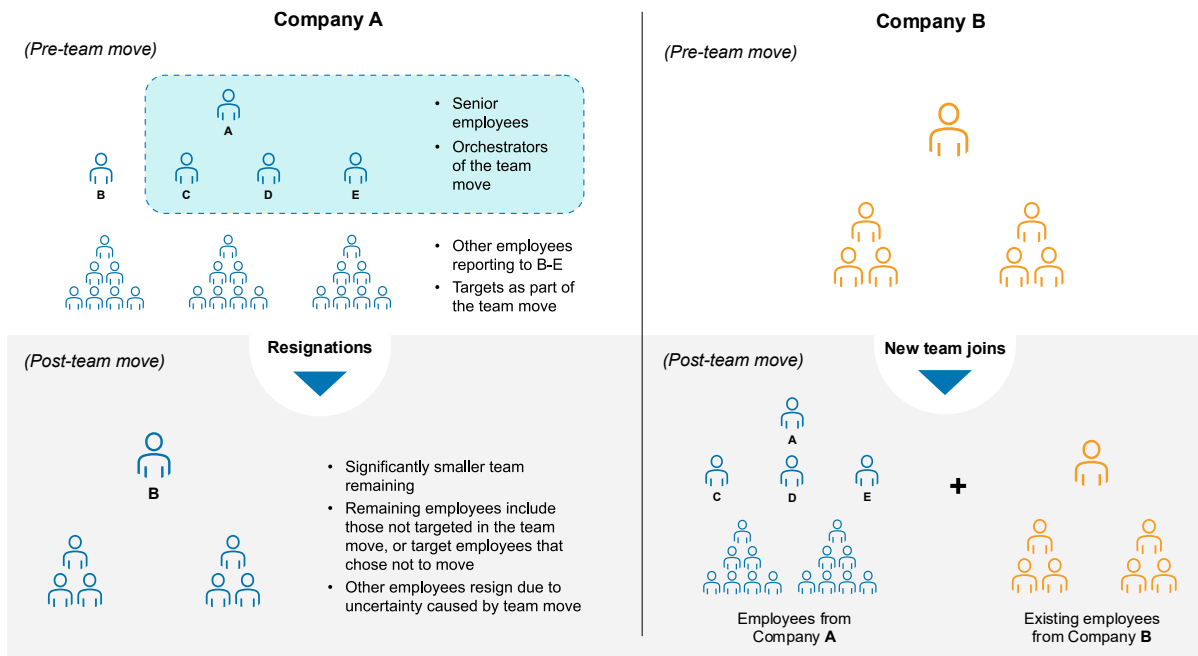 Company A
(Pre-team move)
A
B
C
D
E
• Senior
employees
• Orchestrators
of the team
move
• Other employees
reporting to B-E
• Targets as part of
the team move
Resignations
(Post-team move)
B
• Significantly smaller team
remaining
• Remaining employees include
those not targeted in the team
move, or target employees that
chose not to move
• Other employees resign due to
uncertainty caused by team move
Company B
(Pre-team move)
New team joins
(Post-team move)
A
C
D
E
+
Employees from
Company A
Existing employees
from Company B